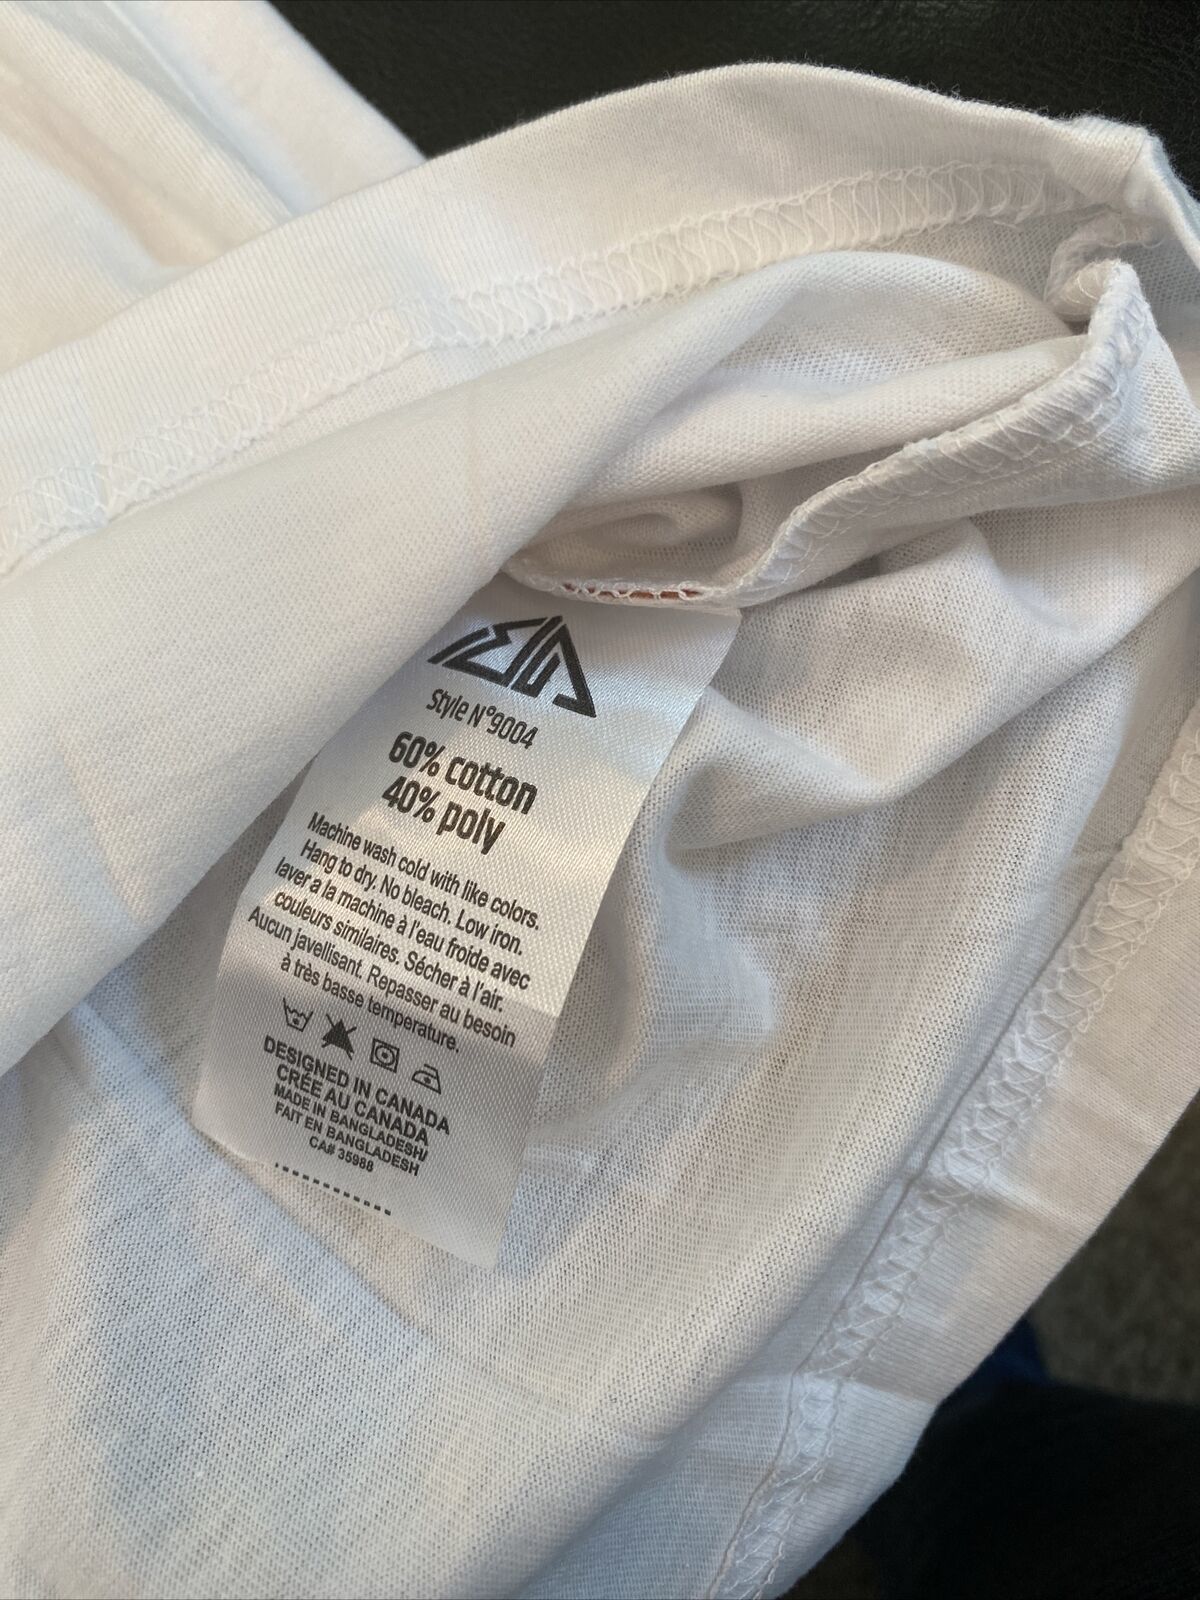 Style N°9004
60% cotton
40% poly
Machine wash cold with like colors.
Hang to dry. No bleach. Low iron.
laver a la machine à l'eau froide avec
couleurs similaires. Sécher à l'air.
Aucun javellisant. Repasser au besoin
à très basse temperature.
DESIGNED IN CANADA
CRÉE AU CANADA
MADE IN BANGLADESH/
FAIT EN BANGLADESH
CA# 35988